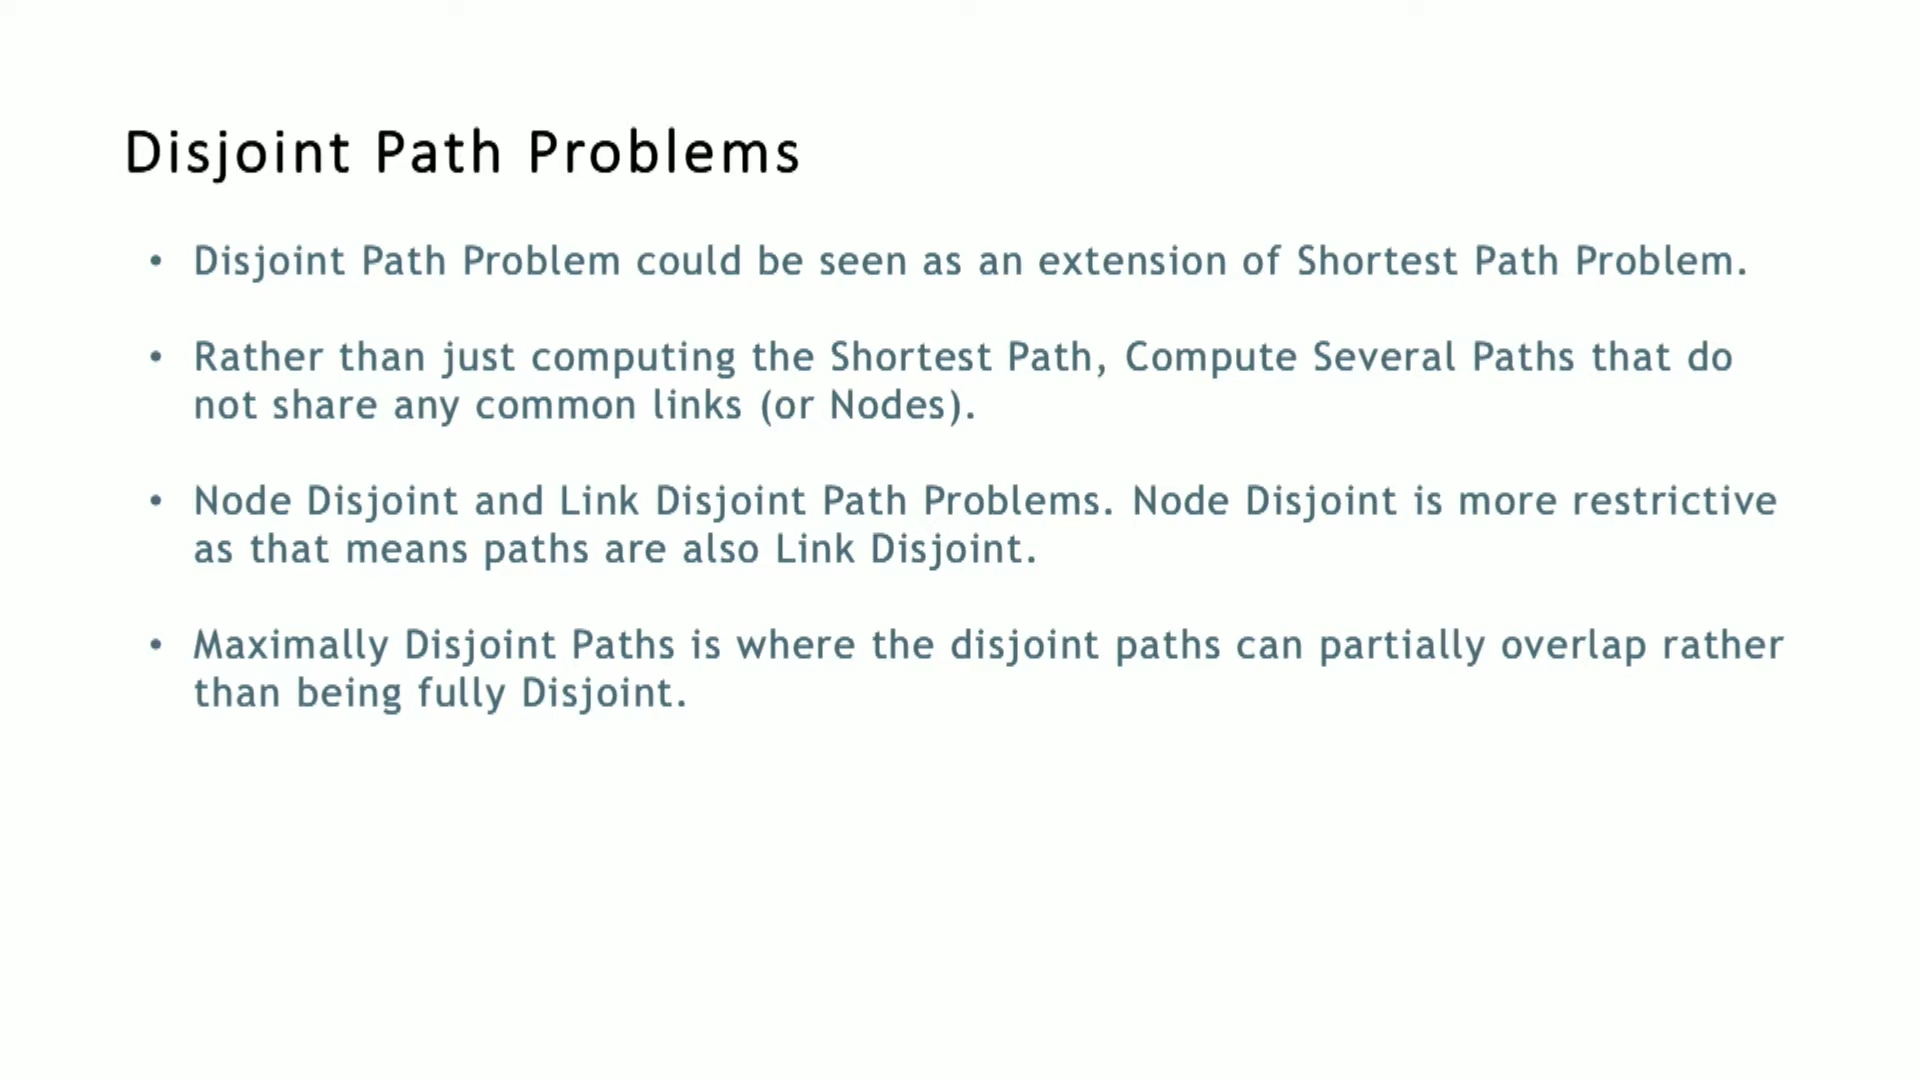 Disjoint Path Problems
• Disjoint Path Problem could be seen as an extension of Shortest Path Problem.
• Rather than just computing the Shortest Path, Compute Several Paths that do
not share any common links (or Nodes).
• Node Disjoint and Link Disjoint Path Problems. Node Disjoint is more restrictive
as that means paths are also Link Disjoint.
• Maximally Disjoint Paths is where the disjoint paths can partially overlap rather
than being fully Disjoint.